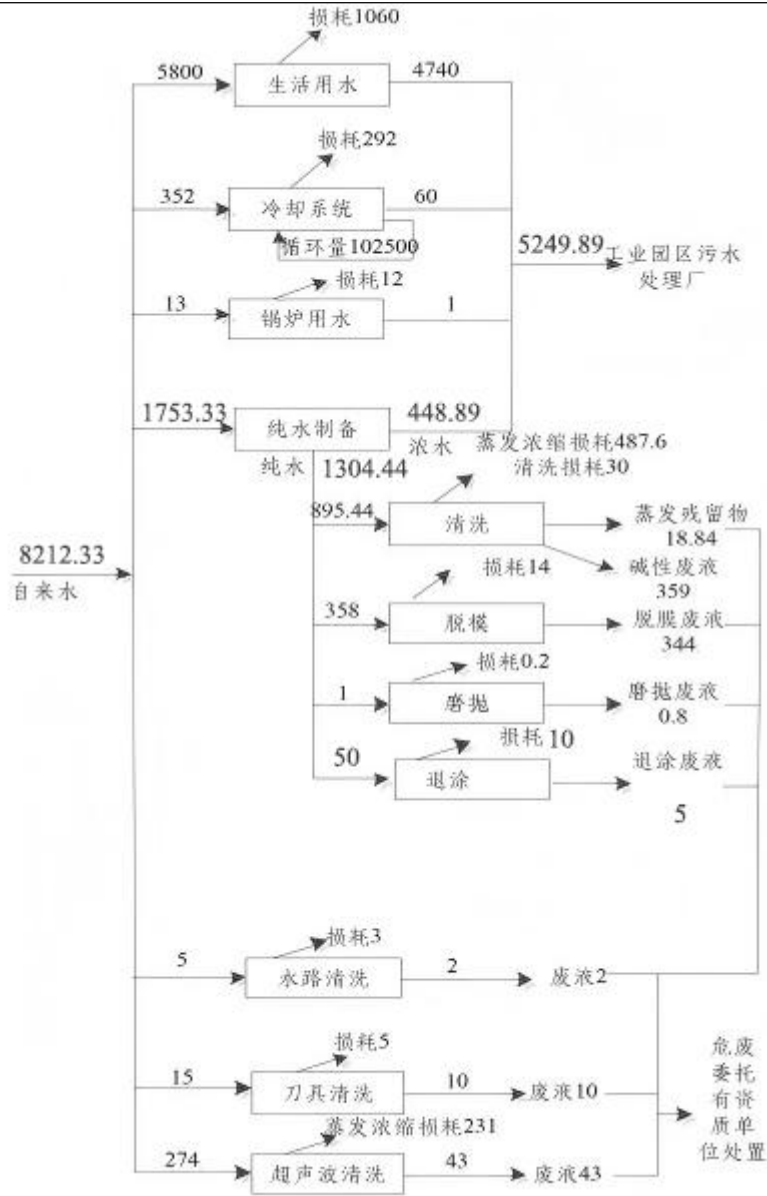 损耗1060
5800
生活用水
4740
损耗292
352
冷却系统
60
循环量102500
5249.89
工业园区污水
处理厂
损耗12
13
锅炉用水
1
1753.33
纯水制备
448.89
浓水
纯水
1304.44
蒸发浓缩损耗487.6
清洗损耗30
895.44
清洗
蒸发残留物
18.84
碱性废液
359
8212.33
自来水
损耗14
358
脱模
脱膜废液
344
损耗0.2
1
磨抛
磨抛废液
0.8
损耗10
50
退涂
退涂废液
5
损耗3
5
水路清洗
2
废液2
损耗5
15
刀具清洗
10
废液10
蒸发浓缩损耗231
274
超声波清洗
43
废液43
危废
委托
有资
质单
位处置